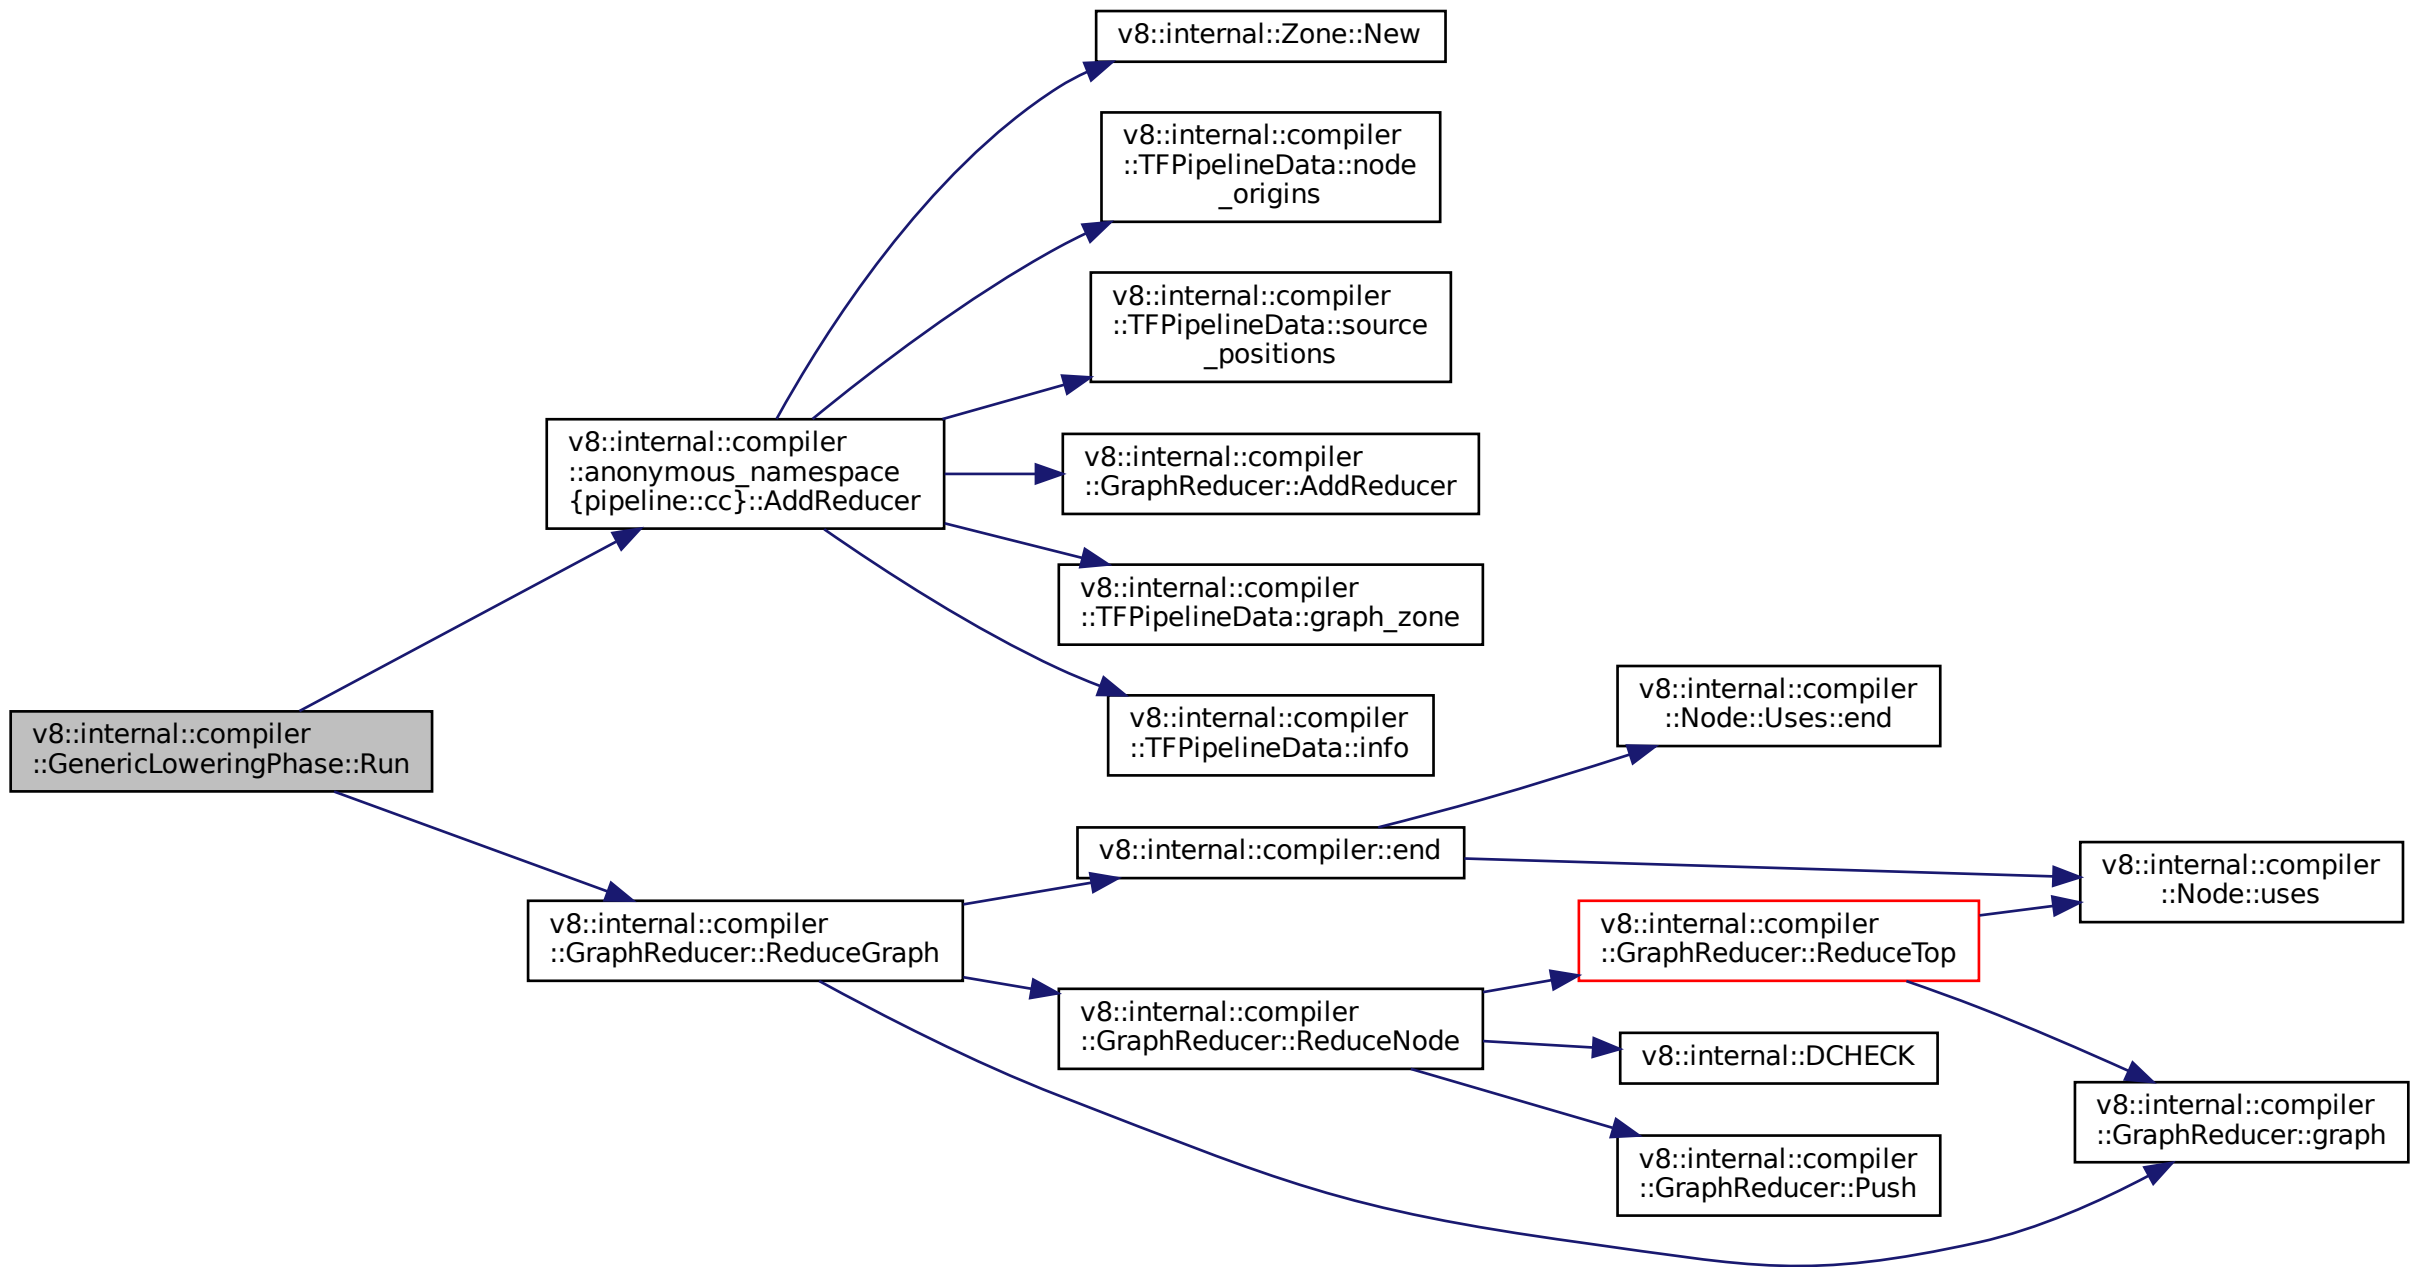 v8::internal::Zone::New
v8::internal::compiler
::TFPipelineData::node
_origins
v8::internal::compiler
::TFPipelineData::source
_positions
v8::internal::compiler
::anonymous_namespace
{pipeline::cc}::AddReducer
v8::internal::compiler
::GraphReducer::AddReducer
v8::internal::compiler
::TFPipelineData::graph_zone
v8::internal::compiler
::TFPipelineData::info
v8::internal::compiler
::Node::Uses::end
v8::internal::compiler
::GenericLoweringPhase::Run
v8::internal::compiler::end
v8::internal::compiler
::Node::uses
v8::internal::compiler
::GraphReducer::ReduceGraph
v8::internal::compiler
::GraphReducer::ReduceTop
v8::internal::compiler
::GraphReducer::ReduceNode
v8::internal::DCHECK
v8::internal::compiler
::GraphReducer::graph
v8::internal::compiler
::GraphReducer::Push